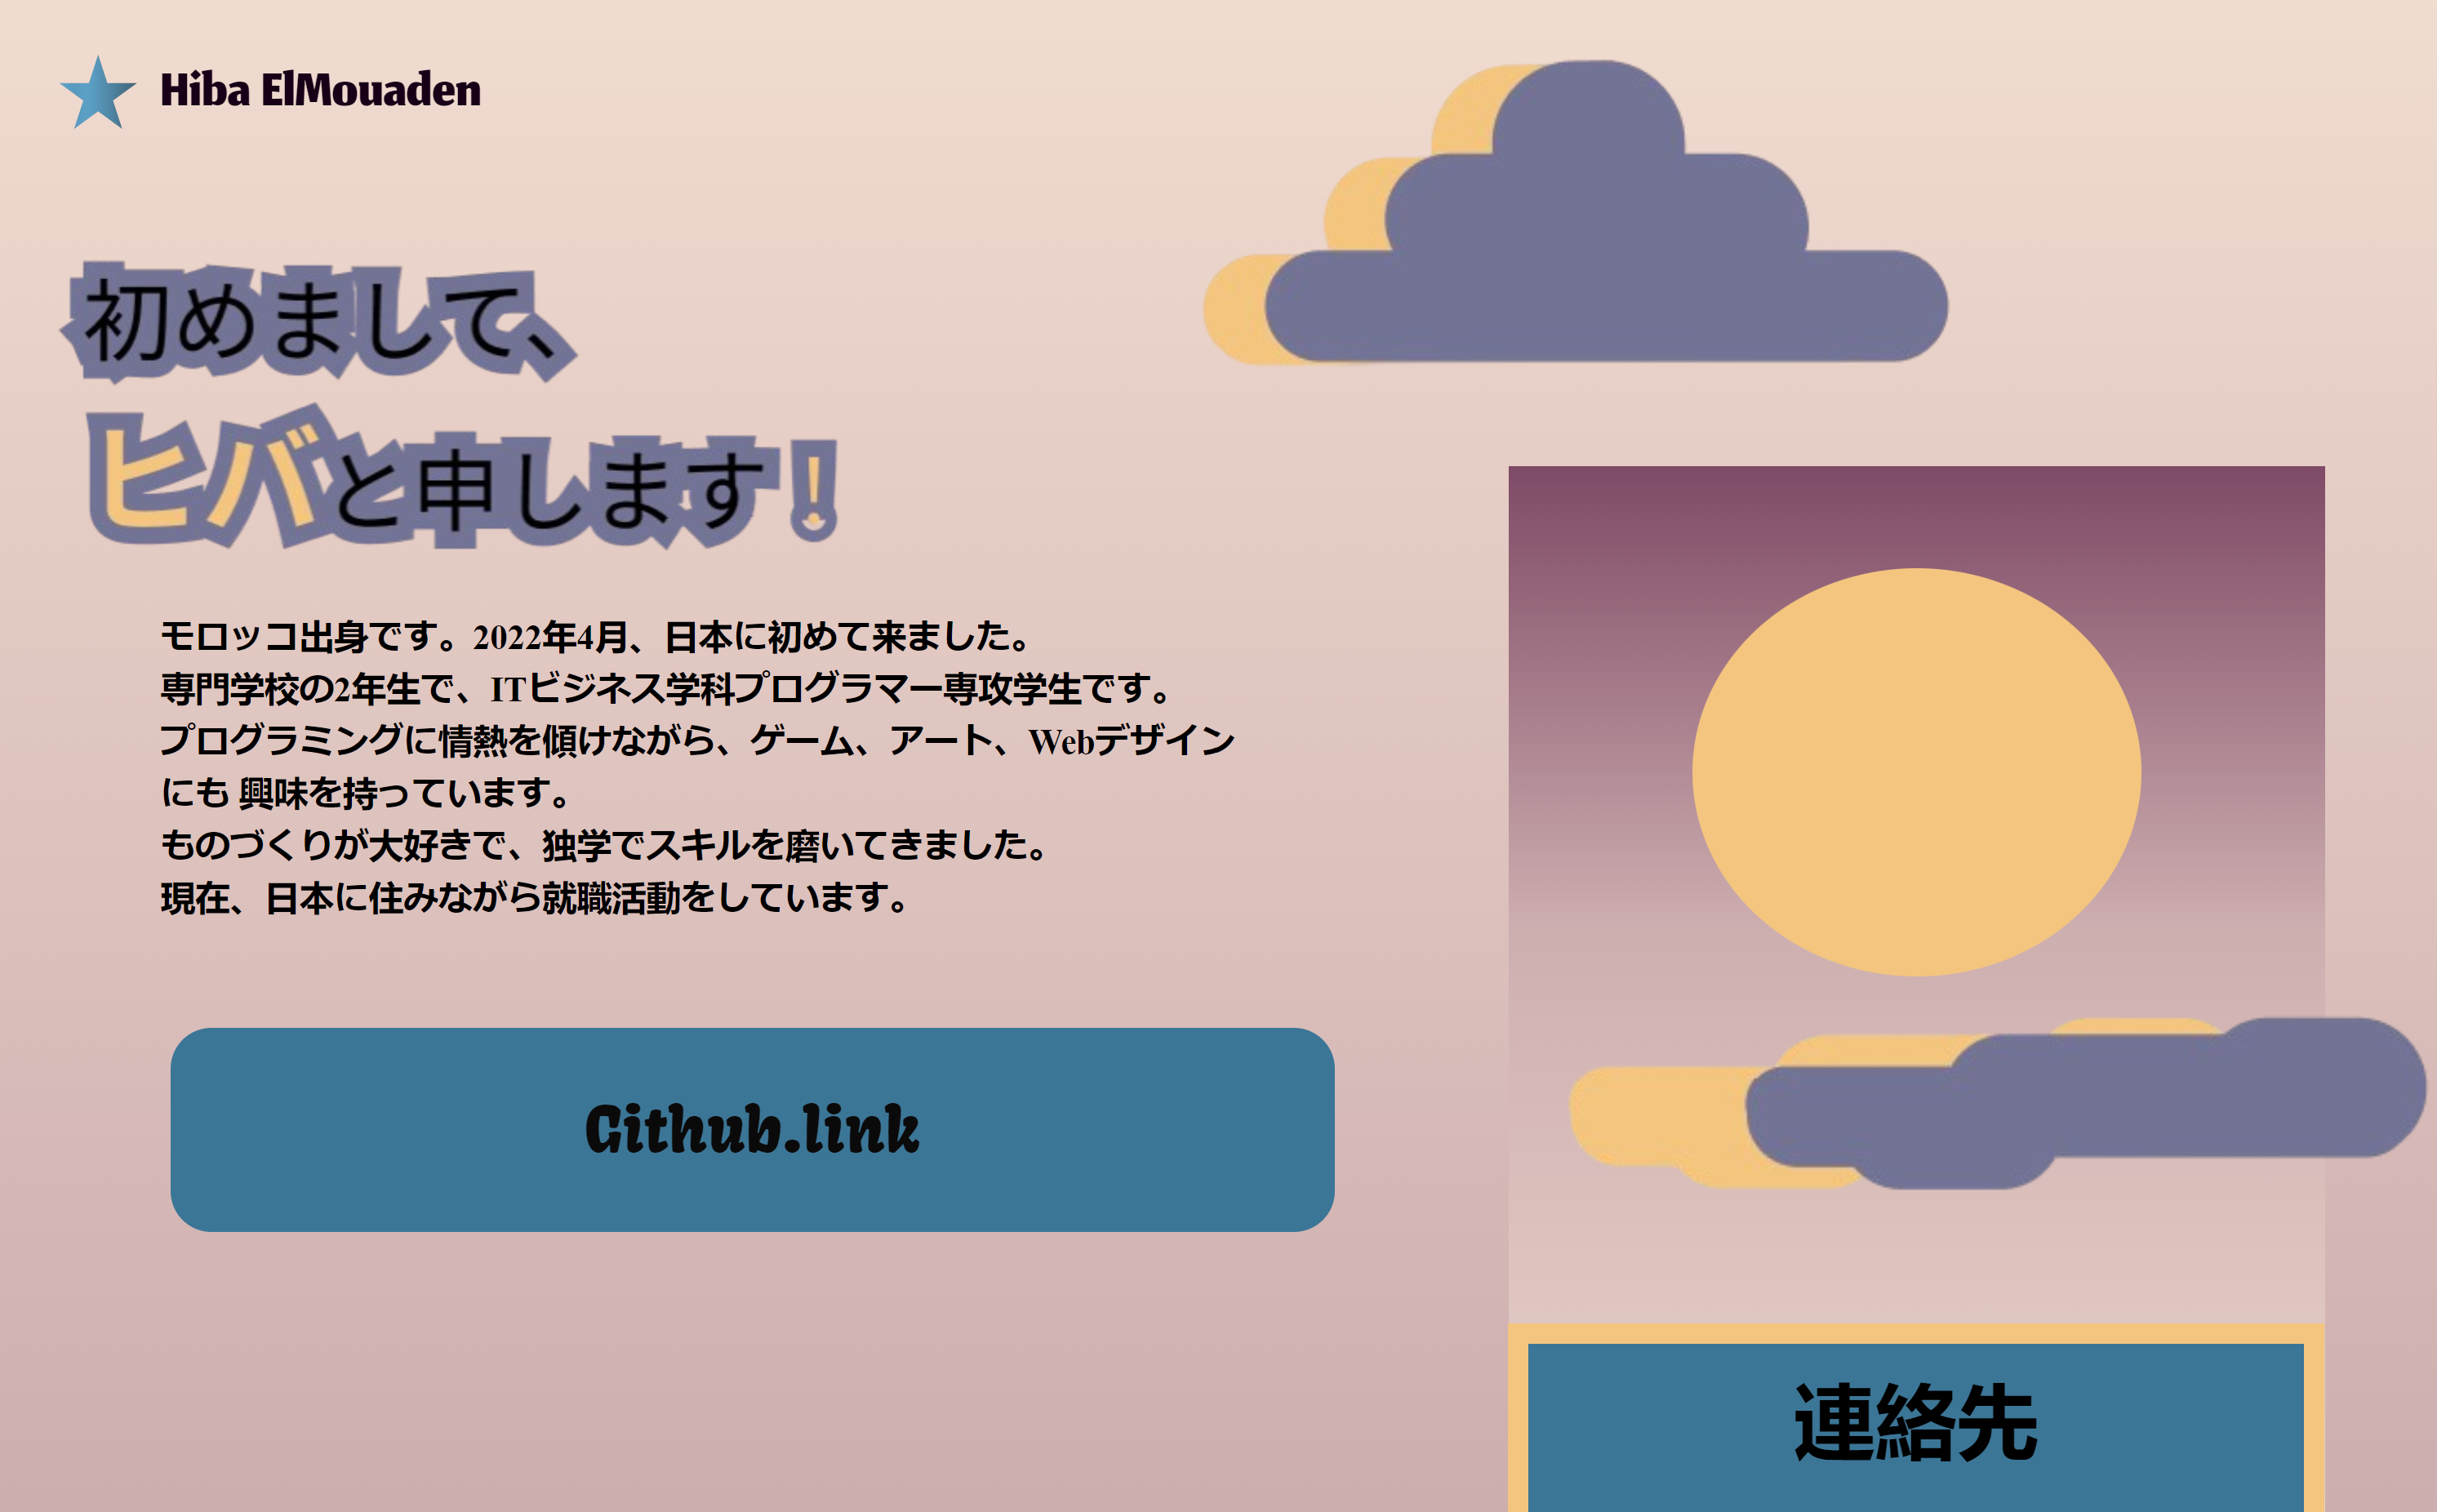 Hiba ElMouaden
初めまして、
ヒバと申します!
モロッコ出身です。2022年4月、日本に初めて来ました。
専門学校の2年生で、ITビジネス学科プログラマー専攻学生です。
プログラミングに情熱を傾けながら、ゲーム、アート、Webデザイン
にも 興味を持っています。
ものづくりが大好きで、独学でスキルを磨いてきました。
現在、日本に住みながら就職活動をしています。
Github.link
連絡先